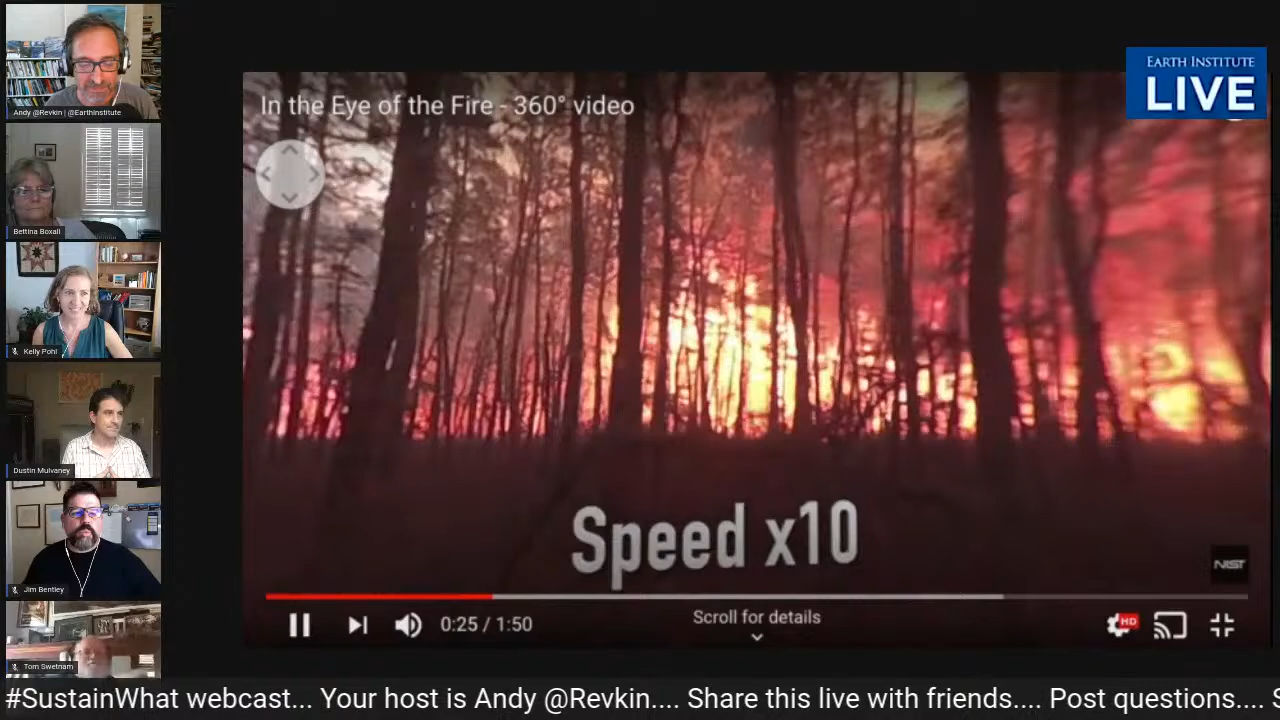 Andy @Revkin | @EarthInstitute
Bettina Boxall
Kelly Pohl
Dustin Mulvaney
Jim Bentley
Tom Swetnam
EARTH INSTITUTE
LIVE
In the Eye of the Fire - 360° video
Speed x10
NIST
0:25 / 1:50
Scroll for details
HD
#SustainWhat webcast... Your host is Andy @Revkin.... Share this live with friends.... Post questions.... S